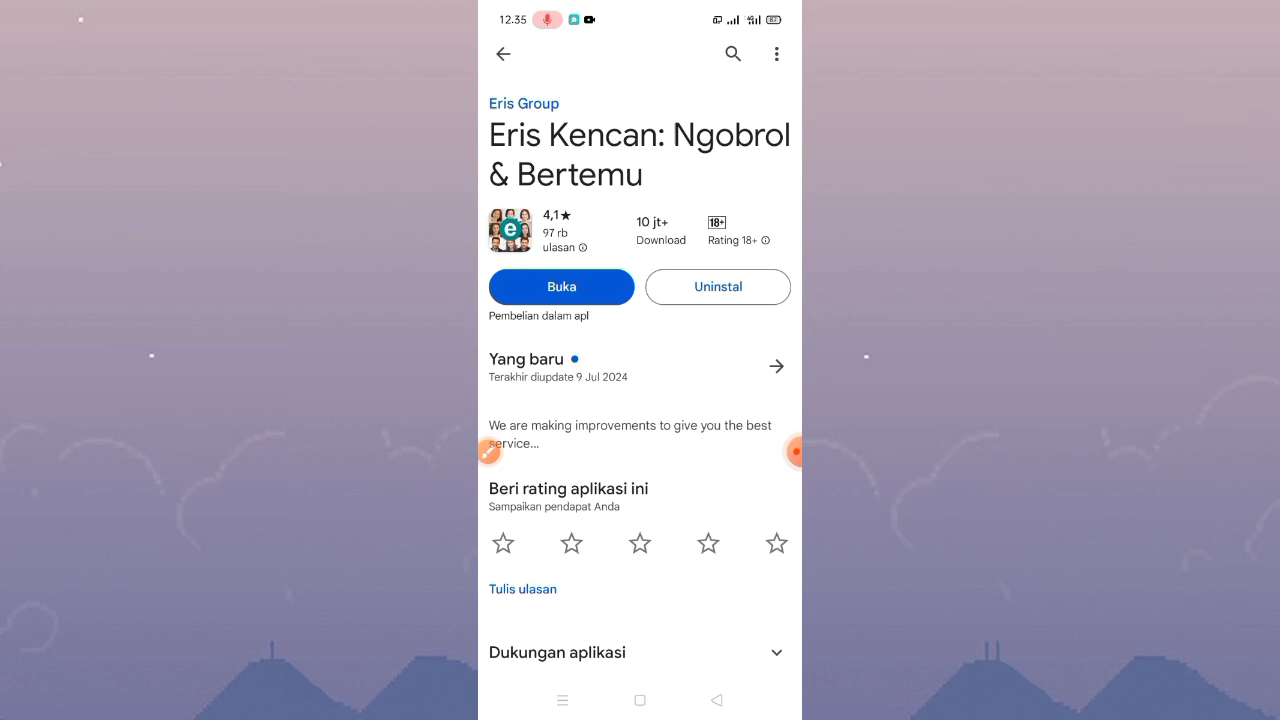 12.35
Eris Group
Eris Kencan: Ngobrol
& Bertemu
4,1★
97 rb
ulasan
10 jt+
Download
18+
Rating 18+
Buka
Uninstal
Pembelian dalam apl
Yang baru
Terakhir diupdate 9 Jul 2024
We are making improvements to give you the best
service...
Beri rating aplikasi ini
Sampaikan pendapat Anda
Tulis ulasan
Dukungan aplikasi